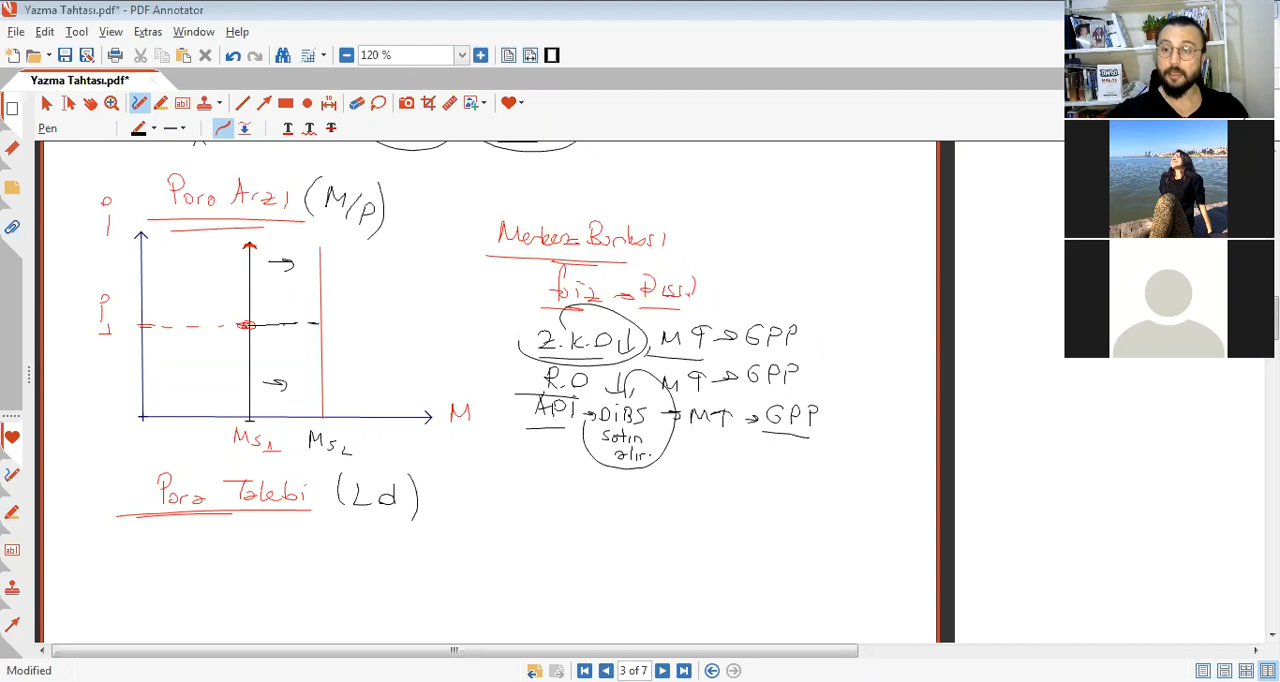 Yazma Tahtası.pdf* - PDF Annotator
File Edit Tool View Extras Window Help
120 %
Yazma Tahtası.pdf*
Pen
Para Arzı (M/P)
i
i1
M
Ms1 Ms2
Merkez Bankası
faiz → Pasif
Z.K.O↓, M↑ → GPP
R.O ↓, M↑ → GPP
APİ → DİBS → M↑ → GPP
satın
alır.
Para Talebi (Ld)
3 of 7
Modified